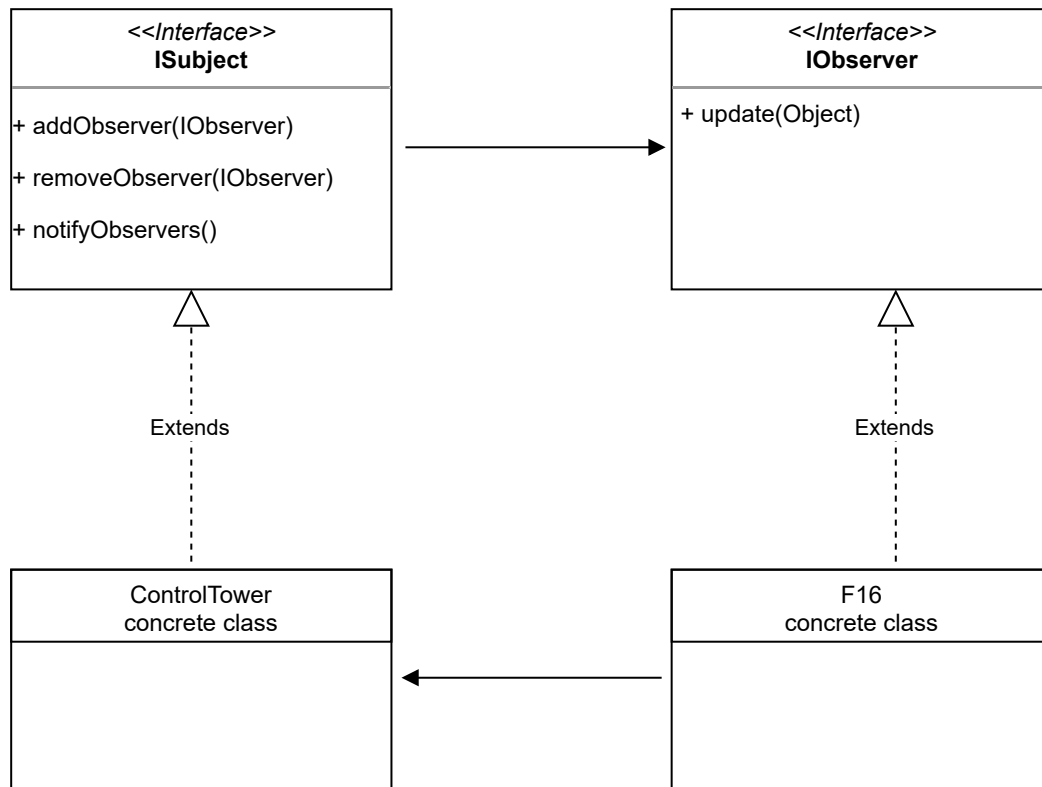 <<Interface>>
ISubject
+ addObserver(IObserver)
+ removeObserver(IObserver)
+ notifyObservers()
<<Interface>>
IObserver
+ update(Object)
Extends
Extends
ControlTower
concrete class
F16
concrete class